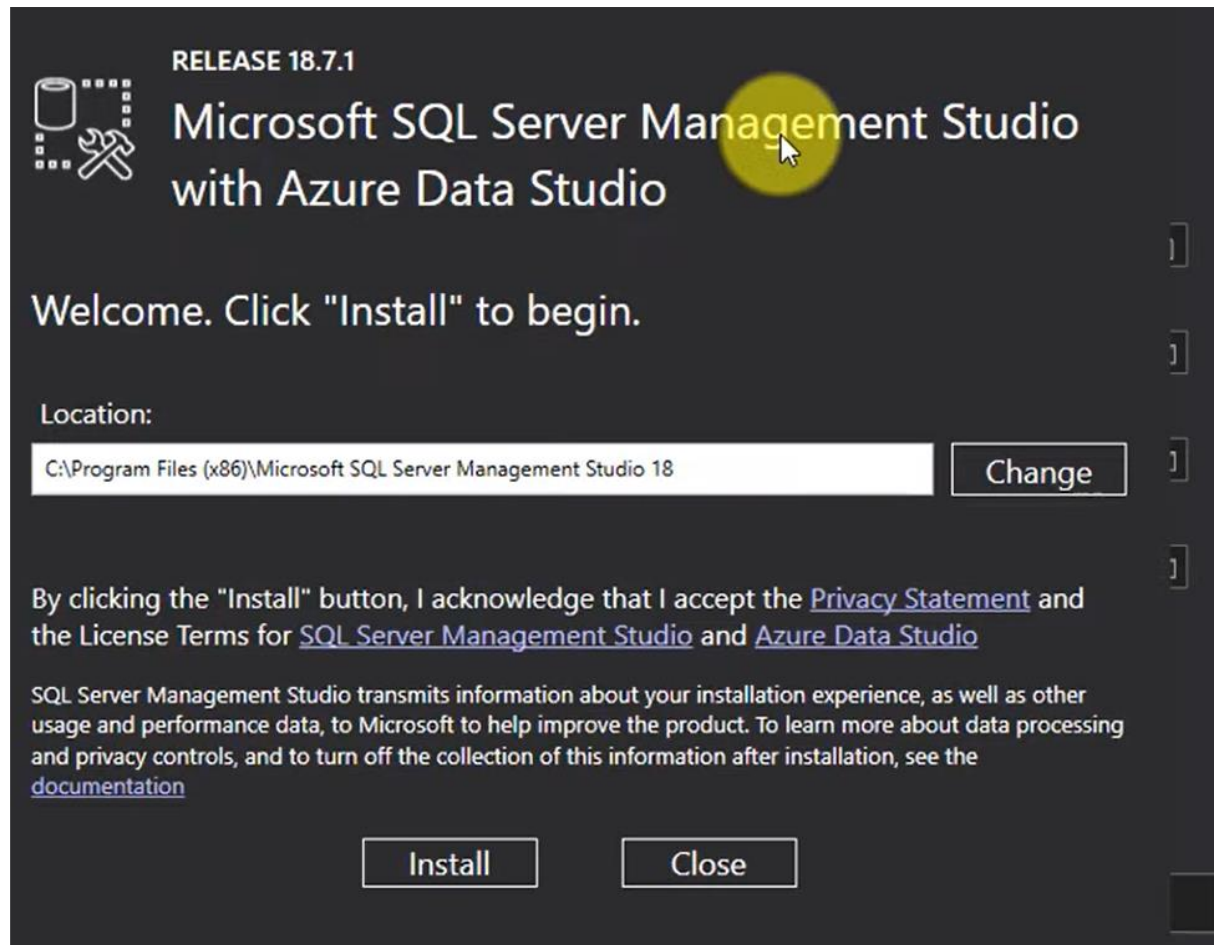 RELEASE 18.7.1
Microsoft SQL Server Management Studio
with Azure Data Studio
Welcome. Click "Install" to begin.
Location:
C:\Program Files (x86)\Microsoft SQL Server Management Studio 18
Change
By clicking the "Install" button, I acknowledge that I accept the Privacy Statement and
the License Terms for SQL Server Management Studio and Azure Data Studio
SQL Server Management Studio transmits information about your installation experience, as well as other
usage and performance data, to Microsoft to help improve the product. To learn more about data processing
and privacy controls, and to turn off the collection of this information after installation, see the
documentation
Install
Close